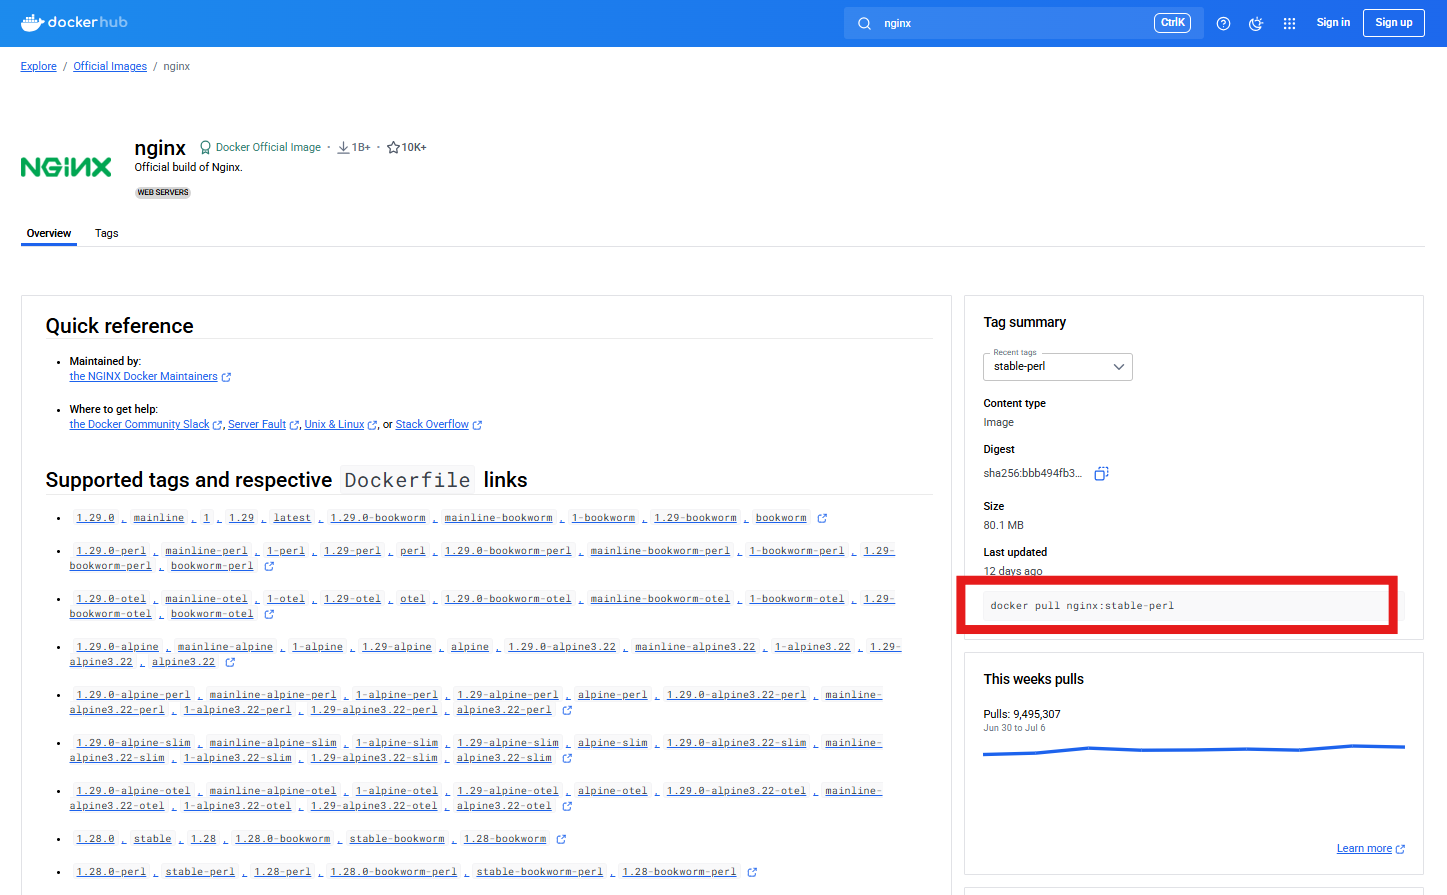 docker hub
nginx
CtrlK
Sign in
Sign up
Explore / Official Images / nginx
NGINX
nginx Docker Official Image · 1B+ · 10K+
Official build of Nginx.
WEB SERVERS
Overview
Tags
Quick reference
• Maintained by:
the NGINX Docker Maintainers
• Where to get help:
the Docker Community Slack, Server Fault, Unix & Linux, or Stack Overflow
Supported tags and respective Dockerfile links
• 1.29.0 , mainline , 1 , 1.29 , latest , 1.29.0-bookworm , mainline-bookworm , 1-bookworm , 1.29-bookworm , bookworm
• 1.29.0-perl , mainline-perl , 1-perl , 1.29-perl , perl , 1.29.0-bookworm-perl , mainline-bookworm-perl , 1-bookworm-perl , 1.29-
bookworm-perl , bookworm-perl
• 1.29.0-otel , mainline-otel , 1-otel , 1.29-otel , otel , 1.29.0-bookworm-otel , mainline-bookworm-otel , 1-bookworm-otel , 1.29-
bookworm-otel , bookworm-otel
• 1.29.0-alpine , mainline-alpine , 1-alpine , 1.29-alpine , alpine , 1.29.0-alpine3.22 , mainline-alpine3.22 , 1-alpine3.22 , 1.29-
alpine3.22 , alpine3.22
• 1.29.0-alpine-perl , mainline-alpine-perl , 1-alpine-perl , 1.29-alpine-perl , alpine-perl , 1.29.0-alpine3.22-perl , mainline-
alpine3.22-perl , 1-alpine3.22-perl , 1.29-alpine3.22-perl , alpine3.22-perl
• 1.29.0-alpine-slim , mainline-alpine-slim , 1-alpine-slim , 1.29-alpine-slim , alpine-slim , 1.29.0-alpine3.22-slim , mainline-
alpine3.22-slim , 1-alpine3.22-slim , 1.29-alpine3.22-slim , alpine3.22-slim
• 1.29.0-alpine-otel , mainline-alpine-otel , 1-alpine-otel , 1.29-alpine-otel , alpine-otel , 1.29.0-alpine3.22-otel , mainline-
alpine3.22-otel , 1-alpine3.22-otel , 1.29-alpine3.22-otel , alpine3.22-otel
• 1.28.0 , stable , 1.28 , 1.28.0-bookworm , stable-bookworm , 1.28-bookworm
• 1.28.0-perl , stable-perl , 1.28-perl , 1.28.0-bookworm-perl , stable-bookworm-perl , 1.28-bookworm-perl
Tag summary
Recent tags
stable-perl
Content type
Image
Digest
sha256:bbb494fb3...
Size
80.1 MB
Last updated
12 days ago
docker pull nginx:stable-perl
This weeks pulls
Pulls: 9,495,307
Jun 30 to Jul 6
Learn more